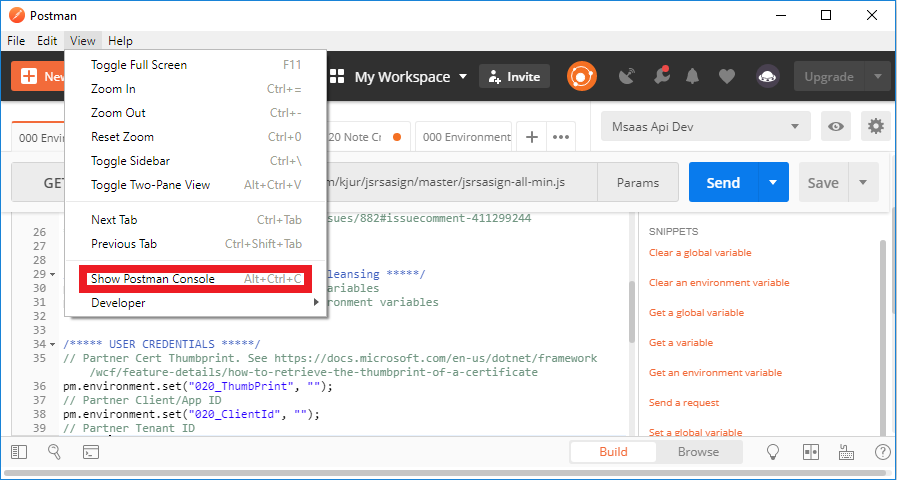 Postman
File Edit View Help
New
My Workspace
Invite
Upgrade
Toggle Full Screen F11
Zoom In Ctrl+=
Zoom Out Ctrl+-
Reset Zoom Ctrl+0
Toggle Sidebar Ctrl+\
Toggle Two-Pane View Alt+Ctrl+V
Next Tab Ctrl+Tab
Previous Tab Ctrl+Shift+Tab
Show Postman Console Alt+Ctrl+C
Developer
000 20 Note 000 Environment + •••
Msaas Api Dev
GET m/kjur/jsrsasign/master/jsrsasign-all-min.js Params Send Save
sues/882#issuecomment-411299244
26
27
28
29 leansing *****/
30 ariables
31 ronment variables
32
33
34 /***** USER CREDENTIALS *****/
35 // Partner Cert Thumbprint. See https://docs.microsoft.com/en-us/dotnet/framework
/wcf/feature-details/how-to-retrieve-the-thumbprint-of-a-certificate
36 pm.environment.set("020_ThumbPrint", "");
37 // Partner Client/App ID
38 pm.environment.set("020_ClientId", "");
39 // Partner Tenant ID
SNIPPETS
Clear a global variable
Clear an environment variable
Get a global variable
Get a variable
Get an environment variable
Send a request
Set a global variable
Build Browse
?